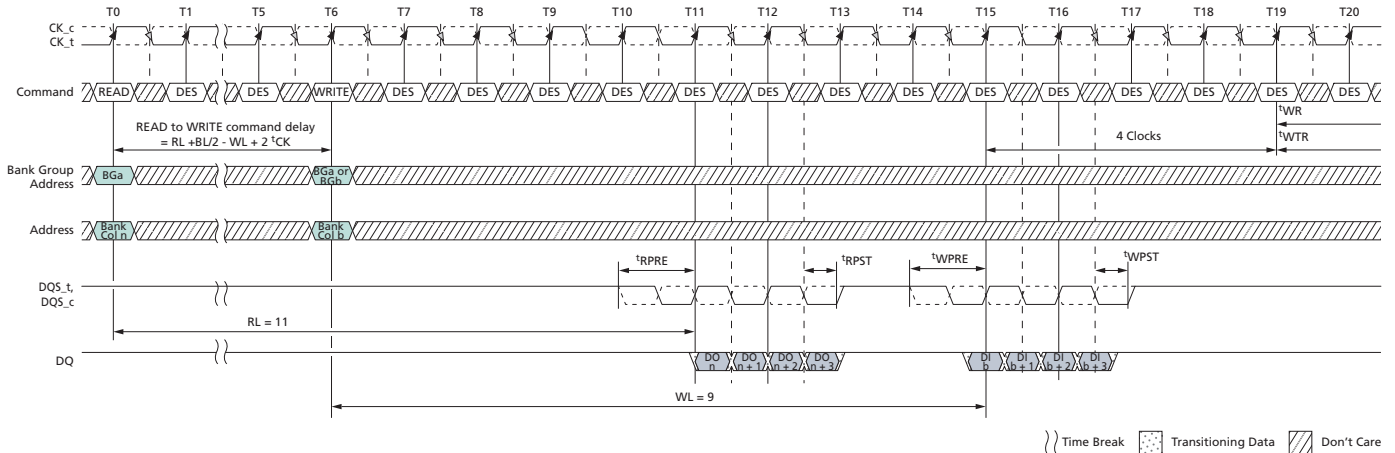 T0 T1 T5 T6 T7 T8 T9 T10 T11 T12 T13 T14 T15 T16 T17 T18 T19 T20
CK_c
CK_t
Command READ DES DES WRITE DES DES DES DES DES DES DES DES DES DES DES DES DES DES
tWR
READ to WRITE command delay
= RL +BL/2 - WL + 2 tCK
4 Clocks
tWTR
Bank Group
Address
BGa
BGa or
BGb
Address
Bank
Col n
Bank
Col b
tRPRE tRPST tWPRE tWPST
DQS_t,
DQS_c
RL = 11
DQ
DO
n
DO
n + 1
DO
n + 2
DO
n + 3
DI
b
DI
b + 1
DI
b + 2
DI
b + 3
WL = 9
Time Break Transitioning Data Don't Care